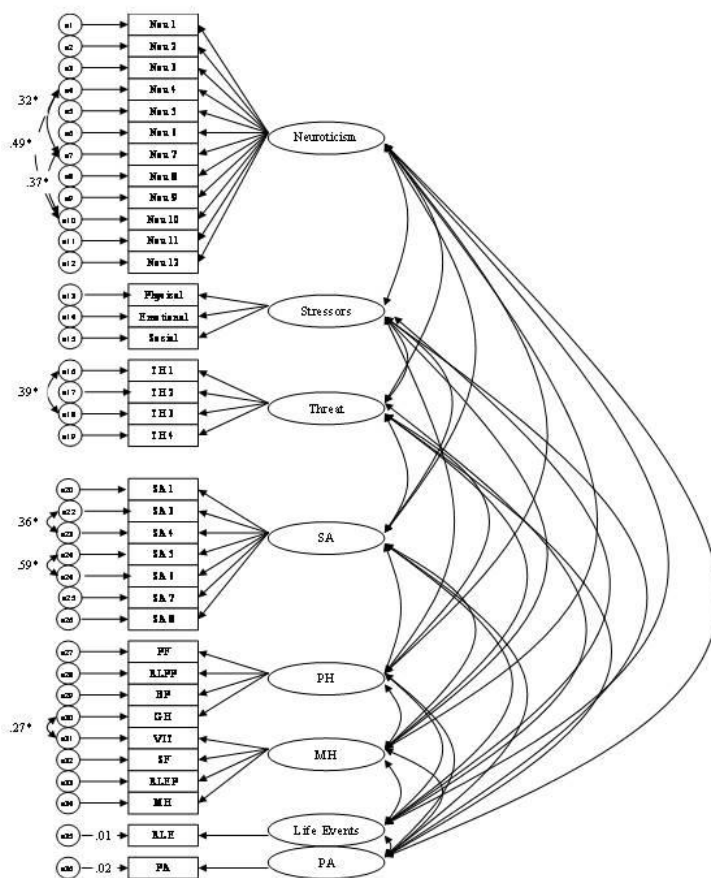 e1 Neu 1
e2 Neu 2
e3 Neu 3
e4 Neu 4
.32*
e5 Neu 5
e6 Neu 6
Neuroticism
.49*
e7 Neu 7
.37*
e8 Neu 8
e9 Neu 9
e10 Neu 10
e11 Neu 11
e12 Neu 12
e13 Physical
e14 Emotional
Stressors
e15 Social
e16 TH 1
.39*
e17 TH 2
e18 TH 3
Threat
e19 TH 4
e20 SA 1
e22 SA 3
.36*
e23 SA 4
SA
e24 SA 5
.59*
SA 6
e25 SA 7
e26 SA 8
e27 PF
e28 RLPP
PH
e29 BP
e30 GH
.27*
e31 VIT
e32 SF
MH
e33 RLEP
e34 MH
Life Events
e35 .01 RLE
PA
e36 .02 PA